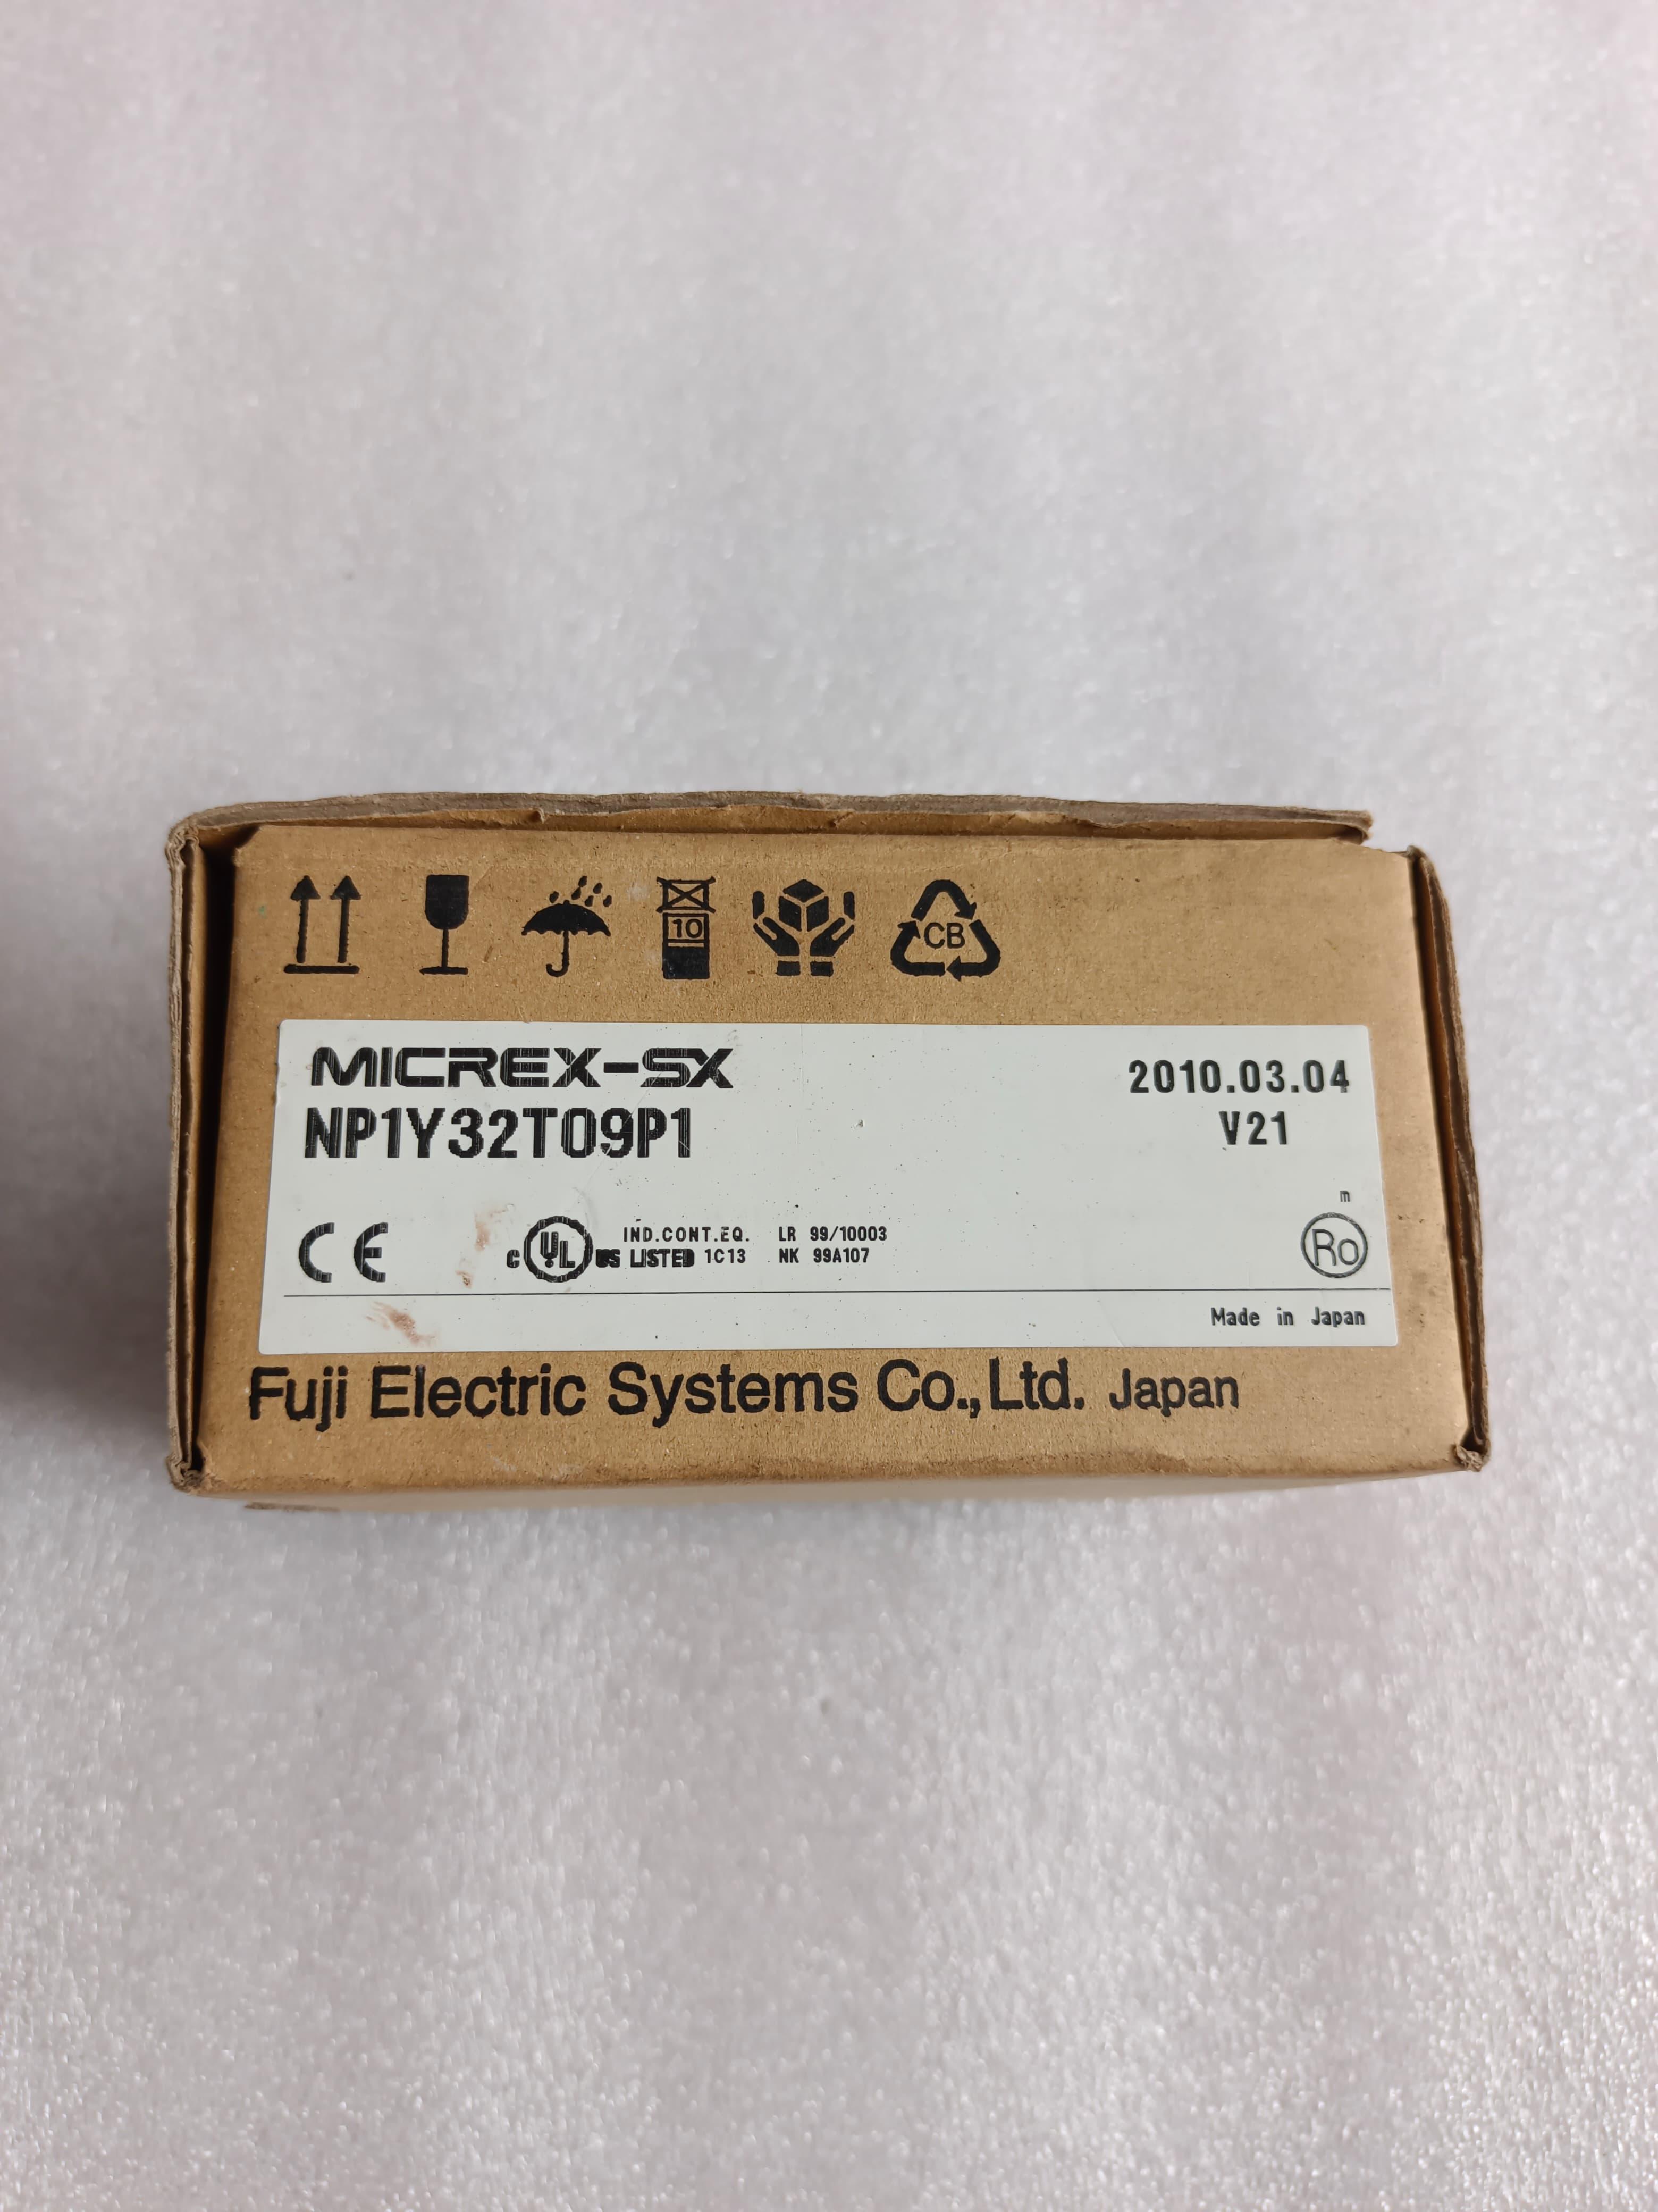 10
CB
MICREX-SX
2010.03.04
NP1Y32T09P1
V21
m
CE
c UL US LISTED 1C13
IND.CONT.EQ.
LR 99/10003
NK 99A107
Ro
Made in Japan
Fuji Electric Systems Co.,Ltd. Japan